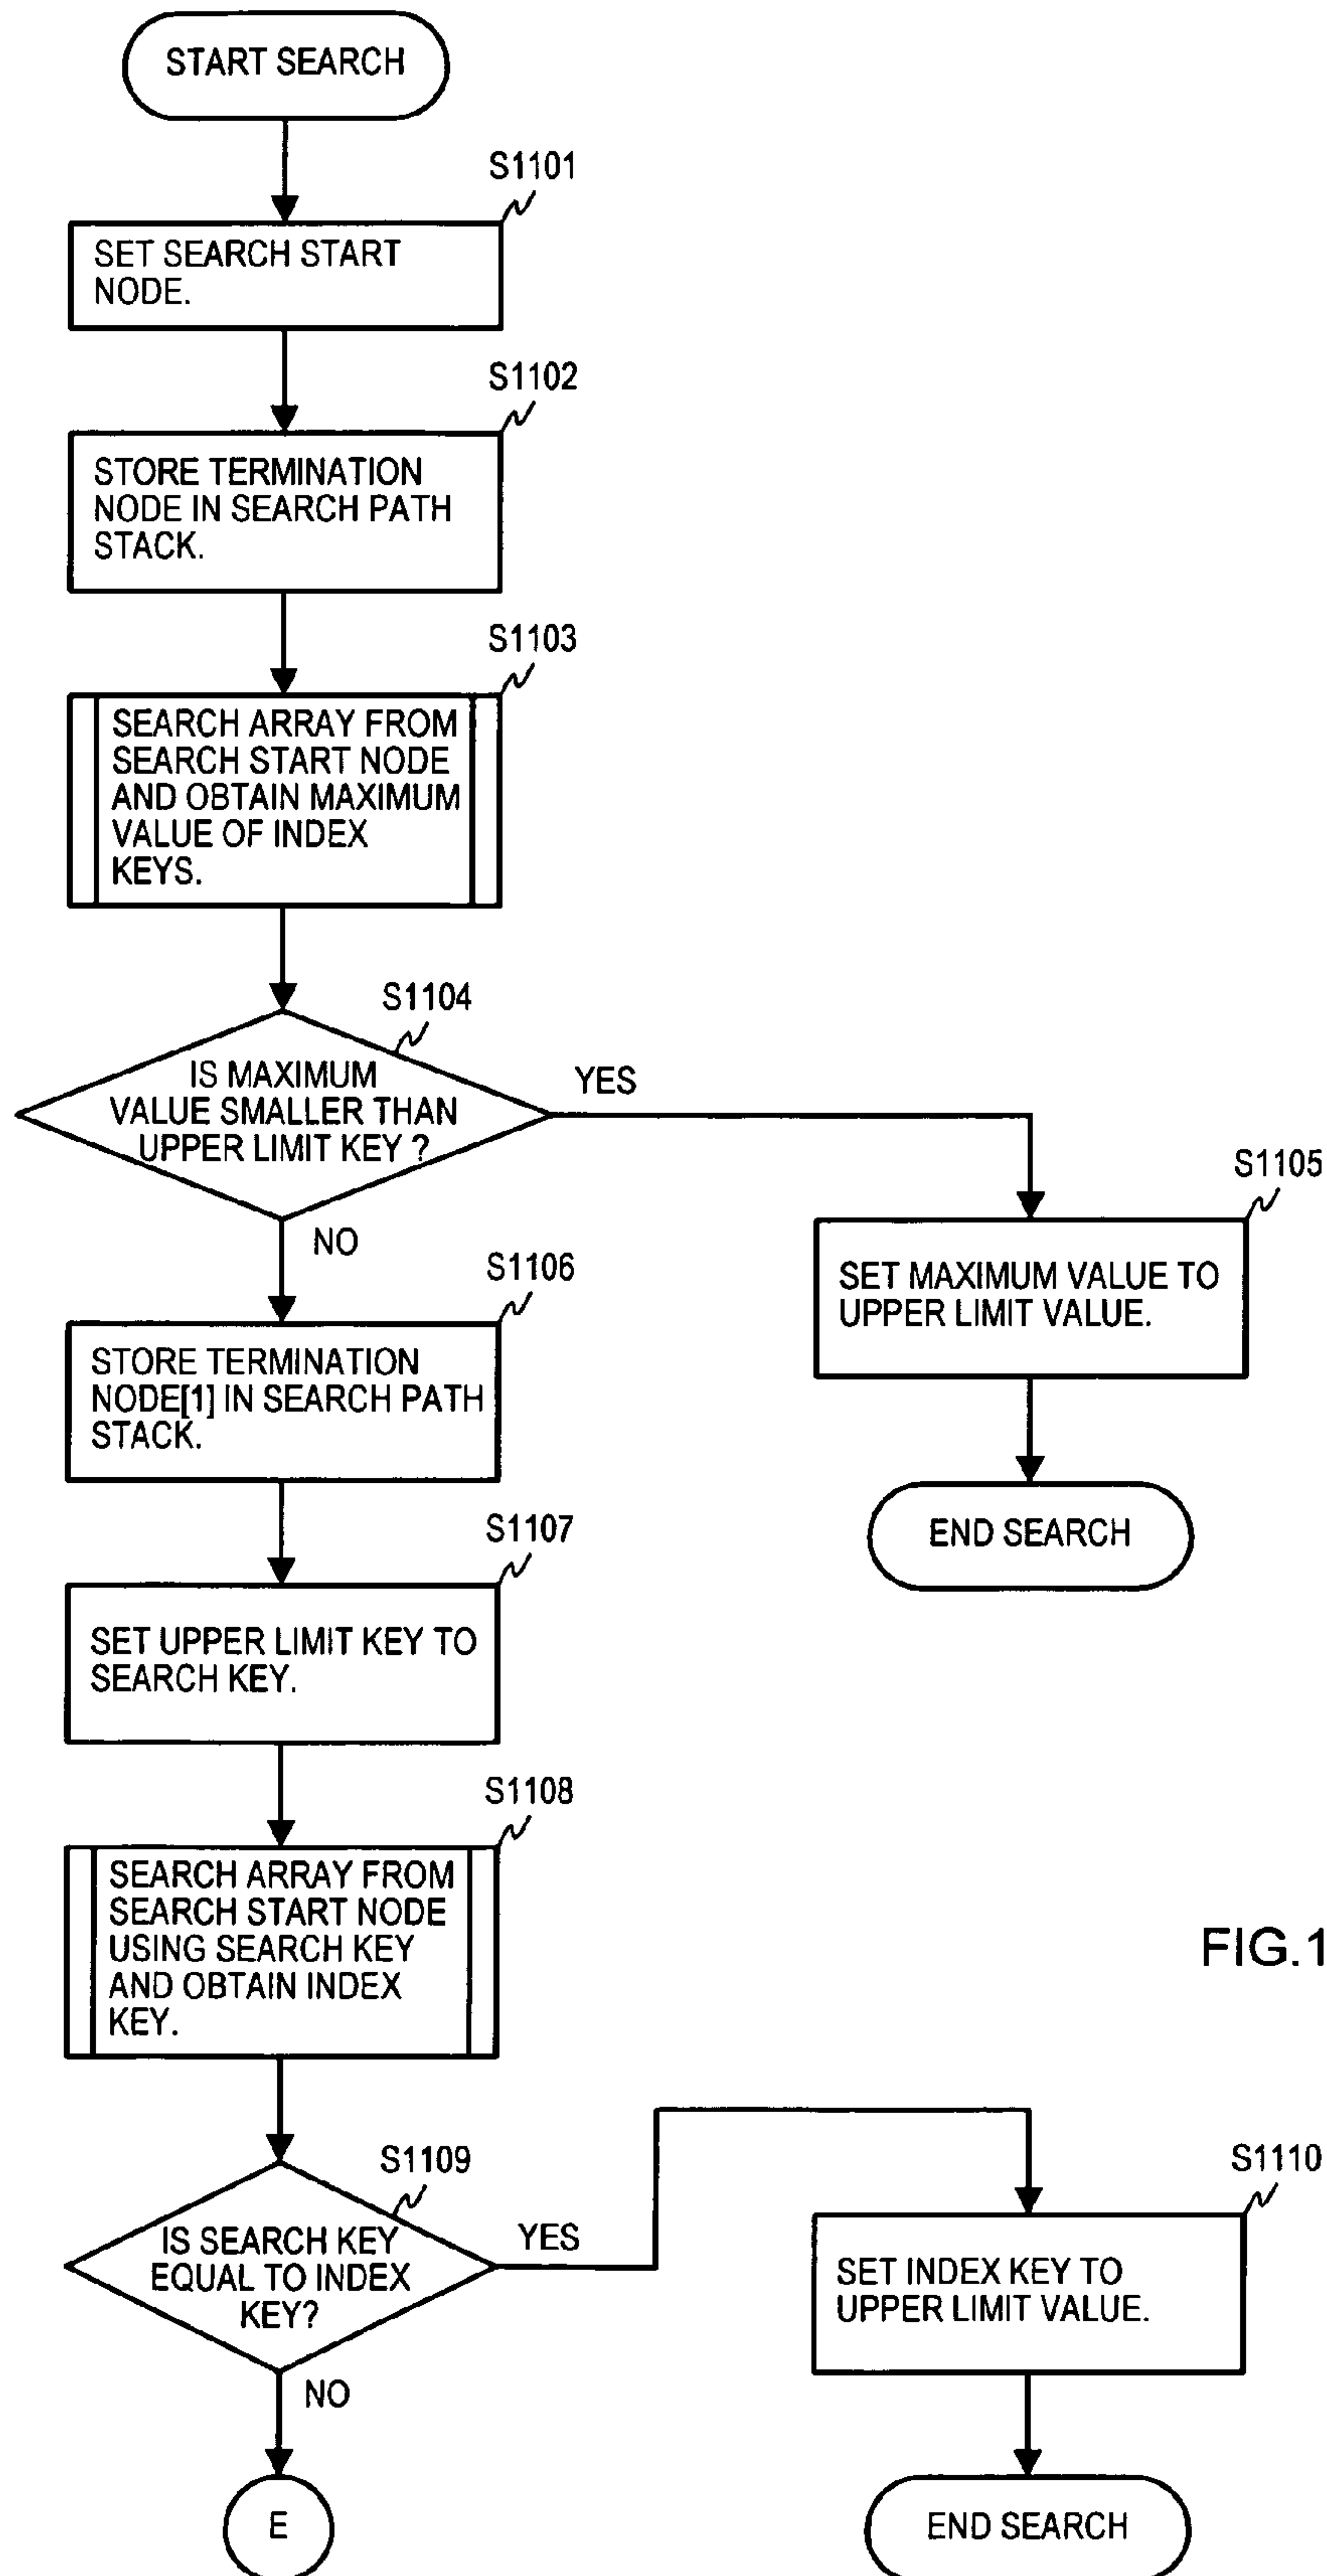 START SEARCH
S1101
SET SEARCH START
NODE.
S1102
STORE TERMINATION
NODE IN SEARCH PATH
STACK.
S1103
SEARCH ARRAY FROM
SEARCH START NODE
AND OBTAIN MAXIMUM
VALUE OF INDEX
KEYS.
S1104
IS MAXIMUM
VALUE SMALLER THAN
UPPER LIMIT KEY ?
YES
S1105
SET MAXIMUM VALUE TO
UPPER LIMIT VALUE.
END SEARCH
NO
S1106
STORE TERMINATION
NODE[1] IN SEARCH PATH
STACK.
S1107
SET UPPER LIMIT KEY TO
SEARCH KEY.
S1108
SEARCH ARRAY FROM
SEARCH START NODE
USING SEARCH KEY
AND OBTAIN INDEX
KEY.
FIG.1
S1109
IS SEARCH KEY
EQUAL TO INDEX
KEY?
YES
S1110
SET INDEX KEY TO
UPPER LIMIT VALUE.
END SEARCH
NO
E